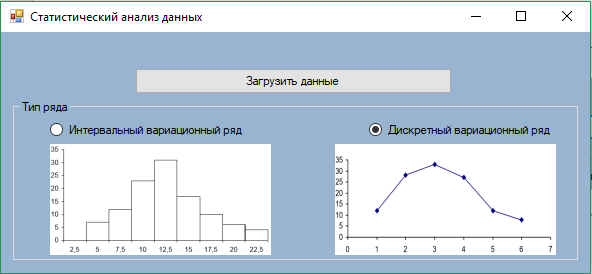 Статистический анализ данных
Загрузить данные
Тип ряда
Интервальный вариационный ряд
Дискретный вариационный ряд
35
30
25
20
15
10
5
0
2,5 5 7,5 10 12,5 15 17,5 20 22,5
35
30
25
20
15
10
5
0
0 1 2 3 4 5 6 7